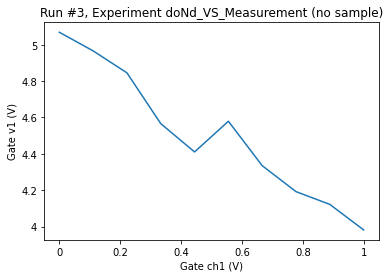 Run #3, Experiment doNd_VS_Measurement (no sample)
5
4.8
4.6
4.4
4.2
4
Gate v1 (V)
0 0.2 0.4 0.6 0.8 1
Gate ch1 (V)